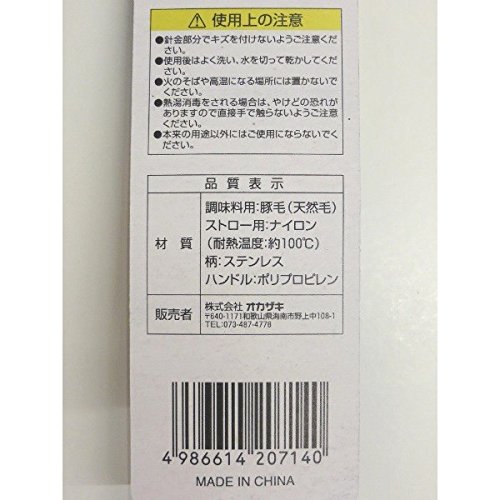 ⚠ 使用上の注意
●針金部分でキズを付けないようご注意ください。
●使用後はよく洗い、水を切って乾かしてください。
●火のそばや高温になる場所には置かないでください。
●熱湯消毒をされる場合は、やけどの恐れがありますので直接手で触らないようご注意ください。
●本来の用途以外にはご使用にならないでください。
品質表示
材質
調味料用:豚毛(天然毛)
ストロー用:ナイロン
(耐熱温度:約100℃)
柄:ステンレス
ハンドル:ポリプロピレン
販売者
株式会社 オカザキ
〒640-1171和歌山県海南市野上中108-1
TEL:073-487-4778
4 986614 207140
MADE IN CHINA